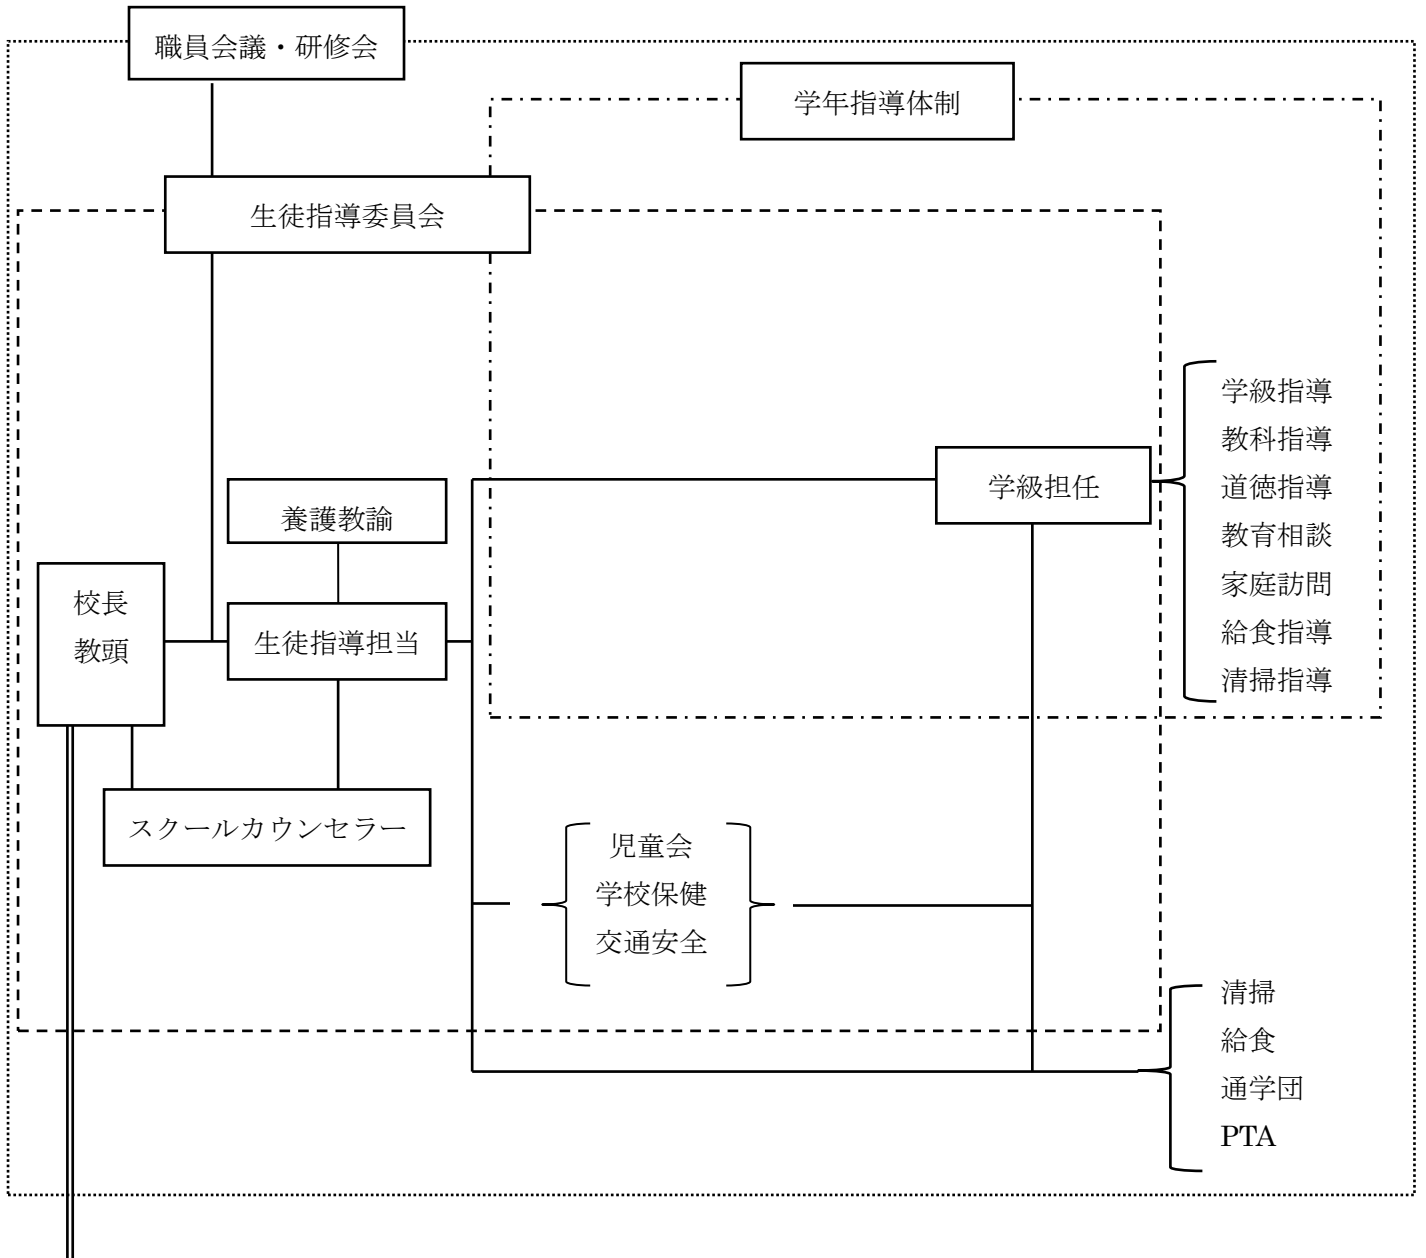 職員会議・研修会
学年指導体制
生徒指導委員会
学級指導
教科指導
道徳指導
教育相談
家庭訪問
給食指導
清掃指導
学級担任
養護教諭
校長
教頭
生徒指導担当
スクールカウンセラー
児童会
学校保健
交通安全
清掃
給食
通学団
PTA